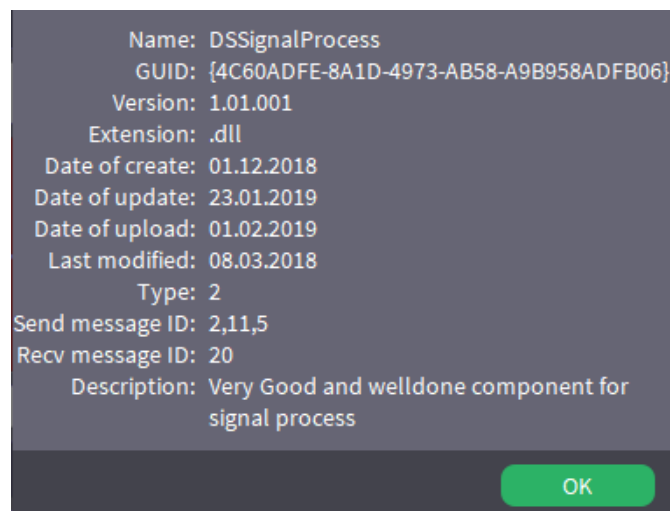 Name: DSSignalProcess
GUID: {4C60ADFE-8A1D-4973-AB58-A9B958ADFB06}
Version: 1.01.001
Extension: .dll
Date of create: 01.12.2018
Date of update: 23.01.2019
Date of upload: 01.02.2019
Last modified: 08.03.2018
Type: 2
Send message ID: 2,11,5
Recv message ID: 20
Description: Very Good and welldone component for
signal process
OK